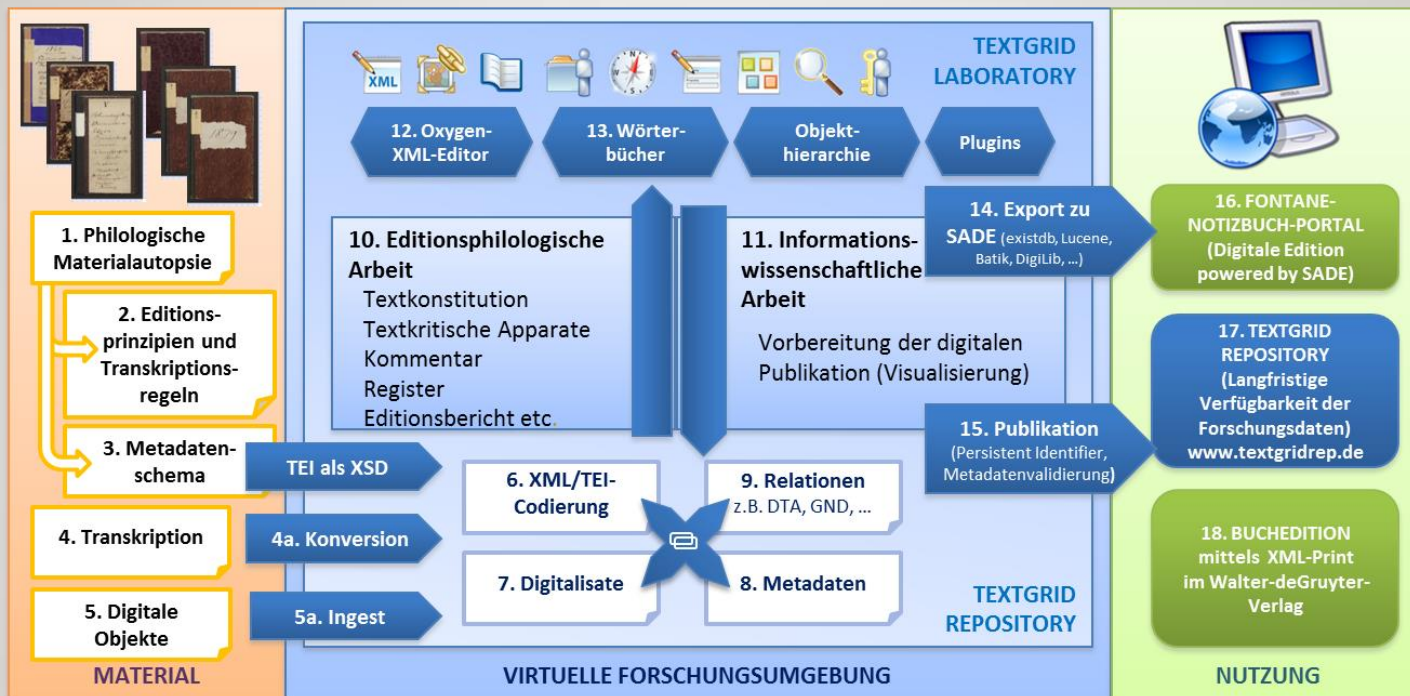 1879
1. Philologische
Materialautopsie
2. Editions-
prinzipien und
Transkriptions-
regeln
3. Metadaten-
schema
4. Transkription
5. Digitale
Objekte
MATERIAL
TEI als XSD
4a. Konversion
5a. Ingest
XML
TEXTGRID
LABORATORY
12. Oxygen-
XML-Editor
13. Wörter-
bücher
Objekt-
hierarchie
Plugins
10. Editionsphilologische
Arbeit
Textkonstitution
Textkritische Apparate
Kommentar
Register
Editionsbericht etc.
11. Informations-
wissenschaftliche
Arbeit
Vorbereitung der digitalen
Publikation (Visualisierung)
6. XML/TEI-
Codierung
9. Relationen
z.B. DTA, GND, ...
7. Digitalisate
8. Metadaten
TEXTGRID
REPOSITORY
VIRTUELLE FORSCHUNGSUMGEBUNG
14. Export zu
SADE (existdb, Lucene,
Batik, DigiLib, ...)
15. Publikation
(Persistent Identifier,
Metadatenvalidierung)
16. FONTANE-
NOTIZBUCH-PORTAL
(Digitale Edition
powered by SADE)
17. TEXTGRID
REPOSITORY
(Langfristige
Verfügbarkeit der
Forschungsdaten)
www.textgridrep.de
18. BUCHEDITION
mittels XML-Print
im Walter-deGruyter-
Verlag
NUTZUNG